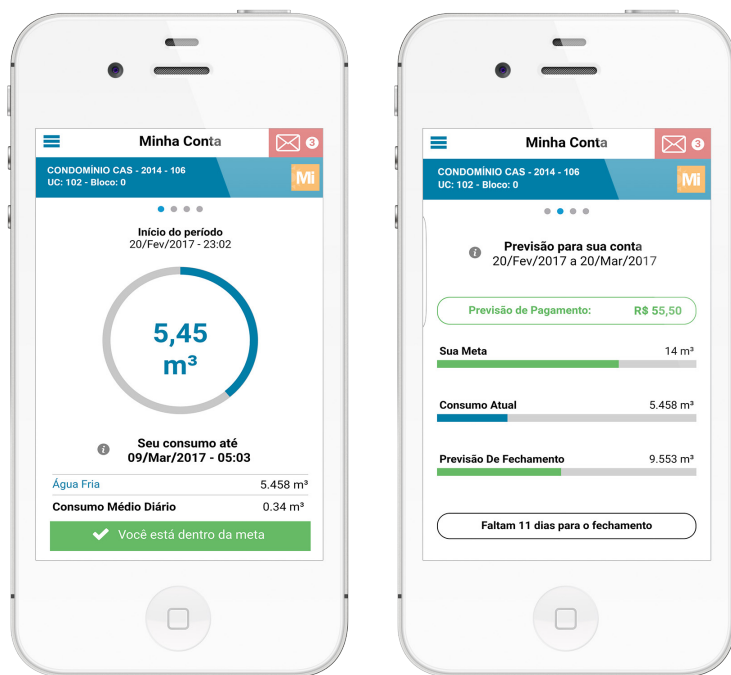 Minha Conta
3
CONDOMÍNIO CAS - 2014 - 106
UC: 102 - Bloco: 0
Mi
Início do período
20/Fev/2017 - 23:02
5,45
m³
Seu consumo até
09/Mar/2017 - 05:03
Água Fria 5.458 m³
Consumo Médio Diário 0.34 m³
Você está dentro da meta
Minha Conta
3
CONDOMÍNIO CAS - 2014 - 106
UC: 102 - Bloco: 0
Mi
Previsão para sua conta
20/Fev/2017 a 20/Mar/2017
Previsão de Pagamento: R$ 55,50
Sua Meta 14 m³
Consumo Atual 5.458 m³
Previsão De Fechamento 9.553 m³
Faltam 11 dias para o fechamento